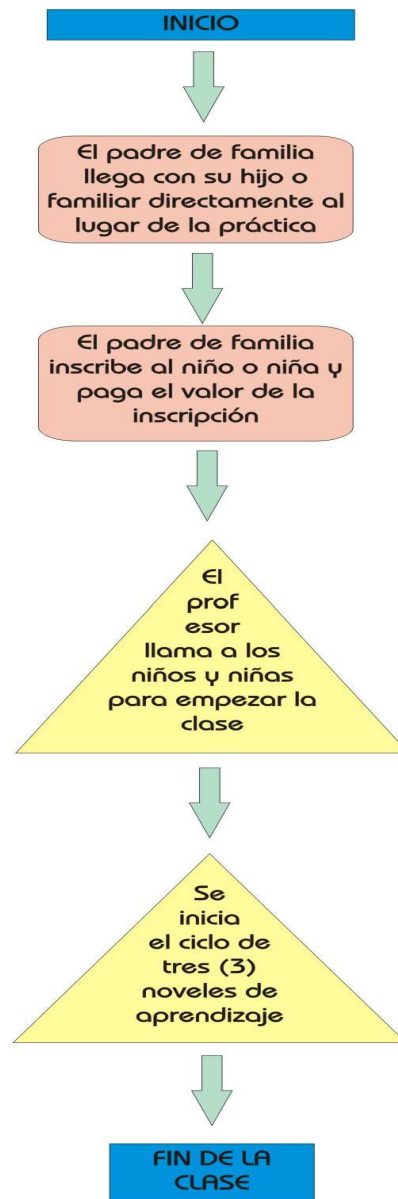 INICIO
El padre de familia
llega con su hijo o
familiar directamente al
lugar de la práctica
El padre de familia
inscribe al niño o niña y
paga el valor de la
inscripción
El
prof
esor
llama a los
niños y niñas
para empezar la
clase
Se
inicia
el ciclo de
tres (3)
noveles de
aprendizaje
FIN DE LA
CLASE